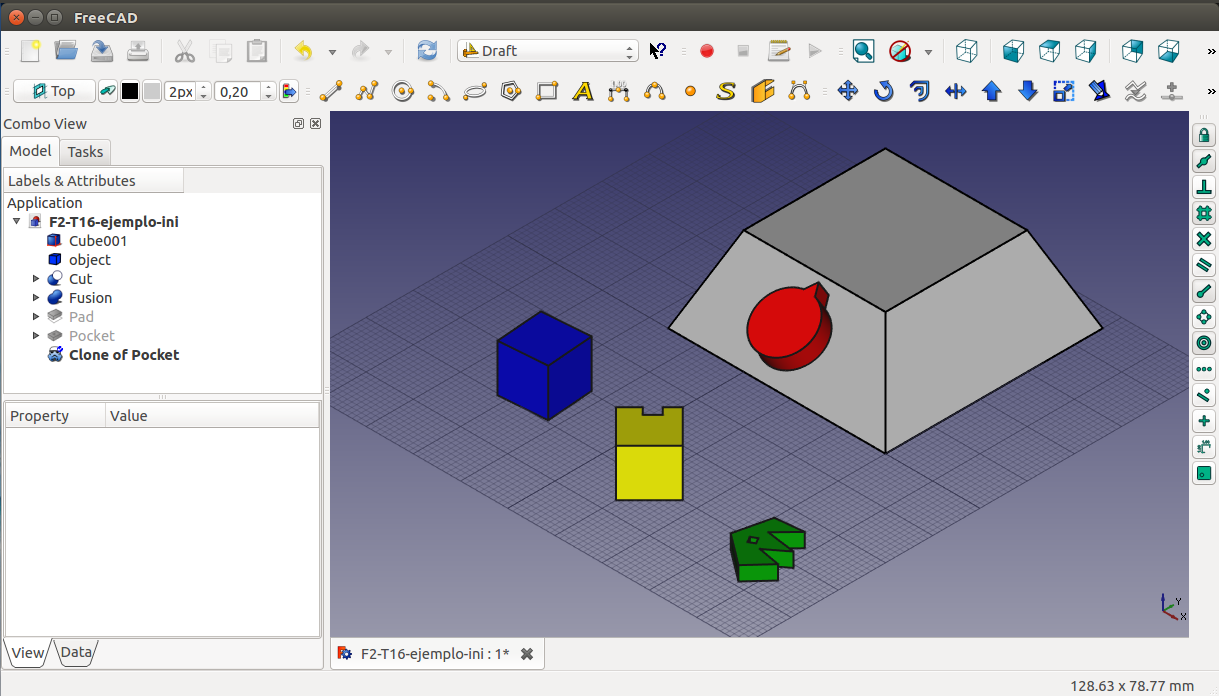 FreeCAD
Draft
Top
2px
0,20
Combo View
Model
Tasks
Labels & Attributes
Application
F2-T16-ejemplo-ini
Cube001
object
Cut
Fusion
Pad
Pocket
Clone of Pocket
Property
Value
View
Data
F2-T16-ejemplo-ini : 1*
Y
X
128.63 x 78.77 mm